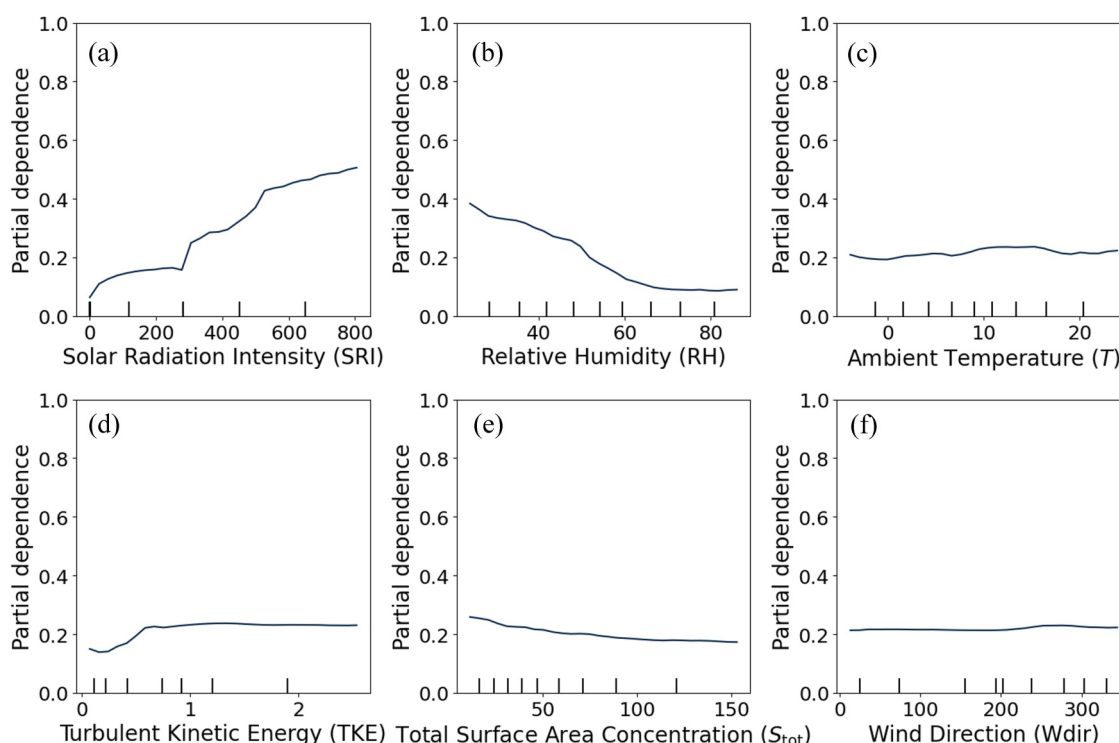 (a)
1.0
0.8
0.6
0.4
0.2
0.0
Partial dependence
0 200 400 600 800
Solar Radiation Intensity (SRI)
(b)
1.0
0.8
0.6
0.4
0.2
0.0
Partial dependence
40 60 80
Relative Humidity (RH)
(c)
1.0
0.8
0.6
0.4
0.2
0.0
Partial dependence
0 10 20
Ambient Temperature (T)
(d)
1.0
0.8
0.6
0.4
0.2
0.0
Partial dependence
0 1 2
Turbulent Kinetic Energy (TKE)
(e)
1.0
0.8
0.6
0.4
0.2
0.0
Partial dependence
50 100 150
Total Surface Area Concentration (Stot)
(f)
1.0
0.8
0.6
0.4
0.2
0.0
Partial dependence
0 100 200 300
Wind Direction (Wdir)